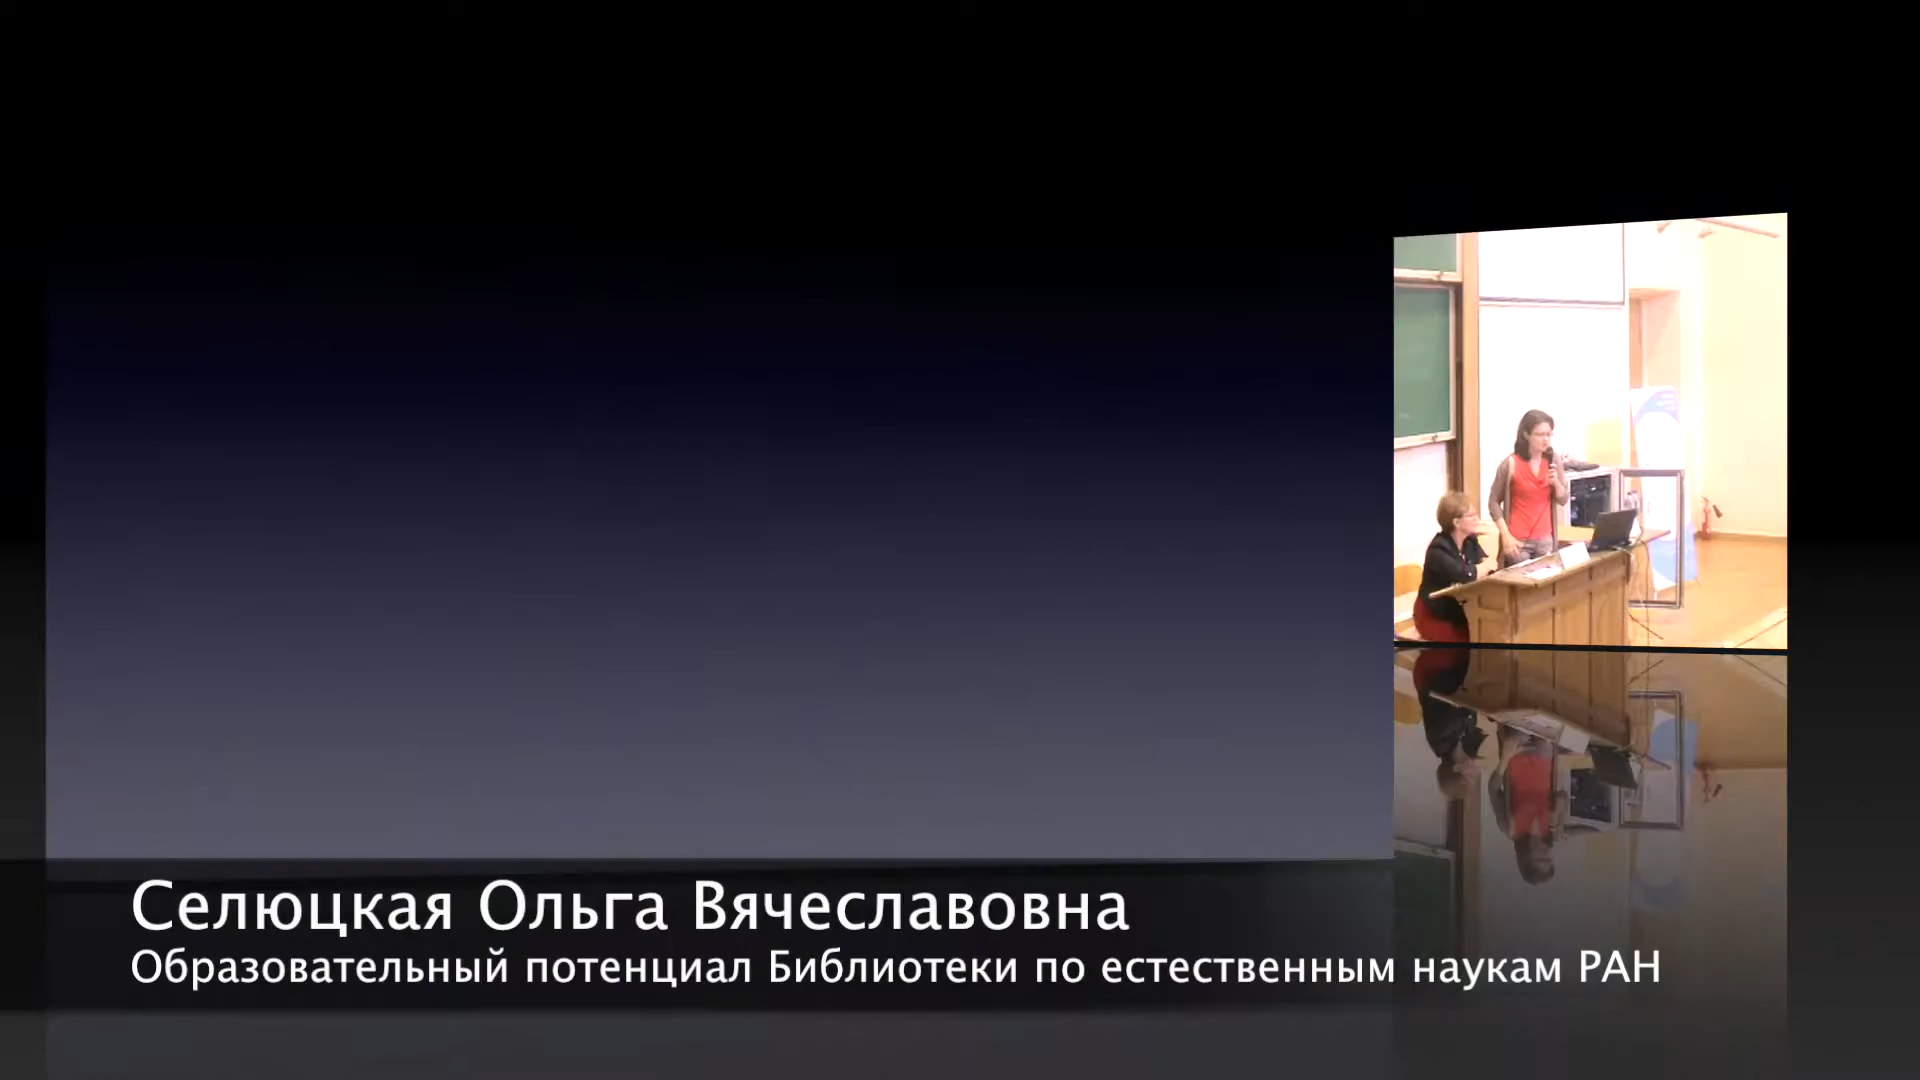 Селюцкая Ольга Вячеславовна
Образовательный потенциал Библиотеки по естественным наукам РАН